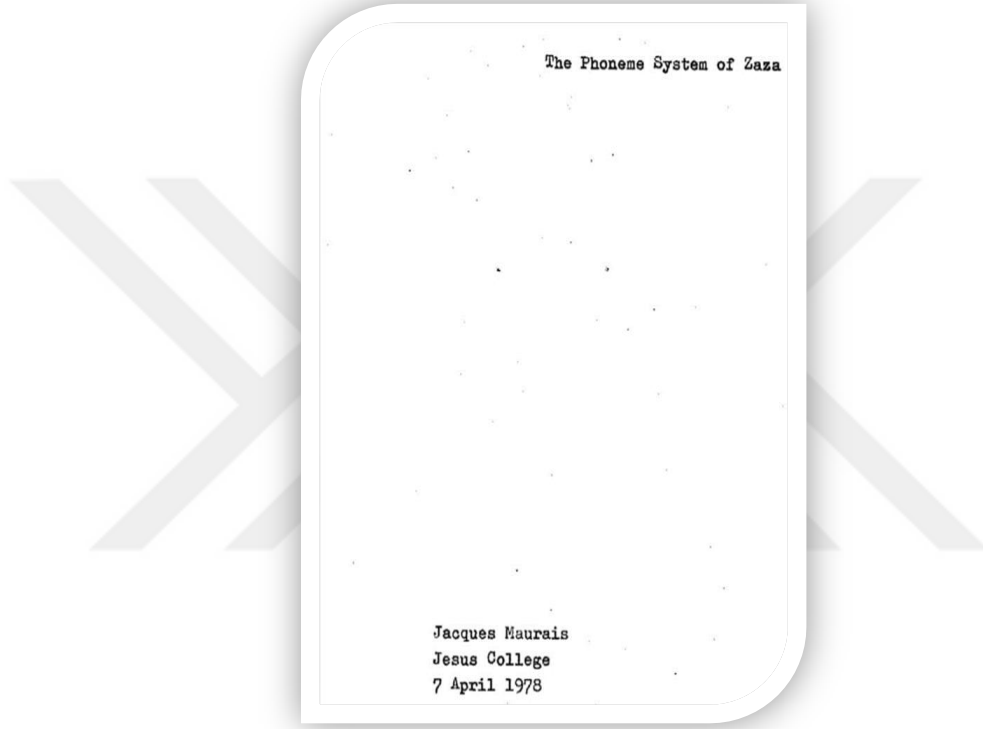 The Phoneme System of Zaza
Jacques Maurais
Jesus College
7 April 1978